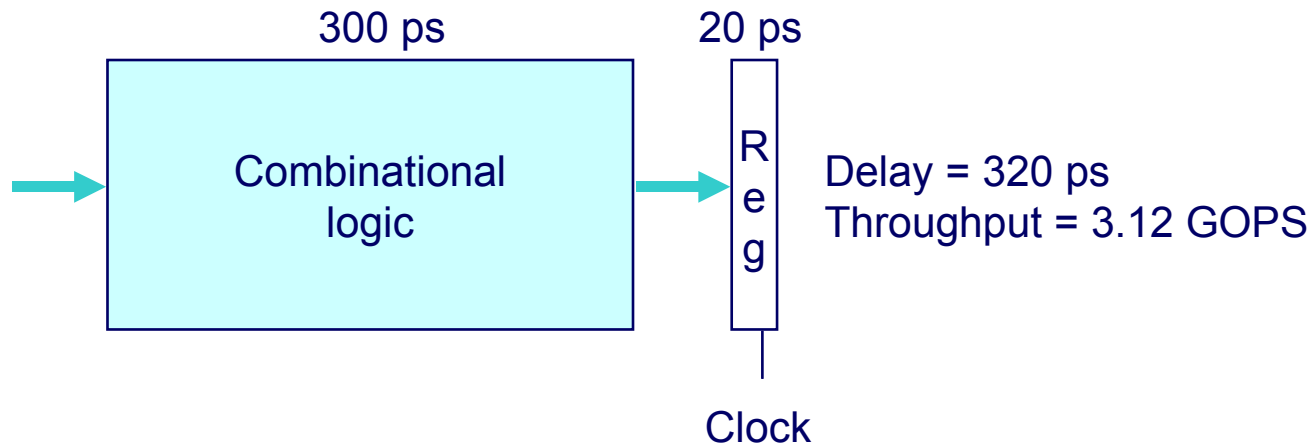 300 ps
20 ps
Combinational
logic
R
e
g
Delay = 320 ps
Throughput = 3.12 GOPS
Clock